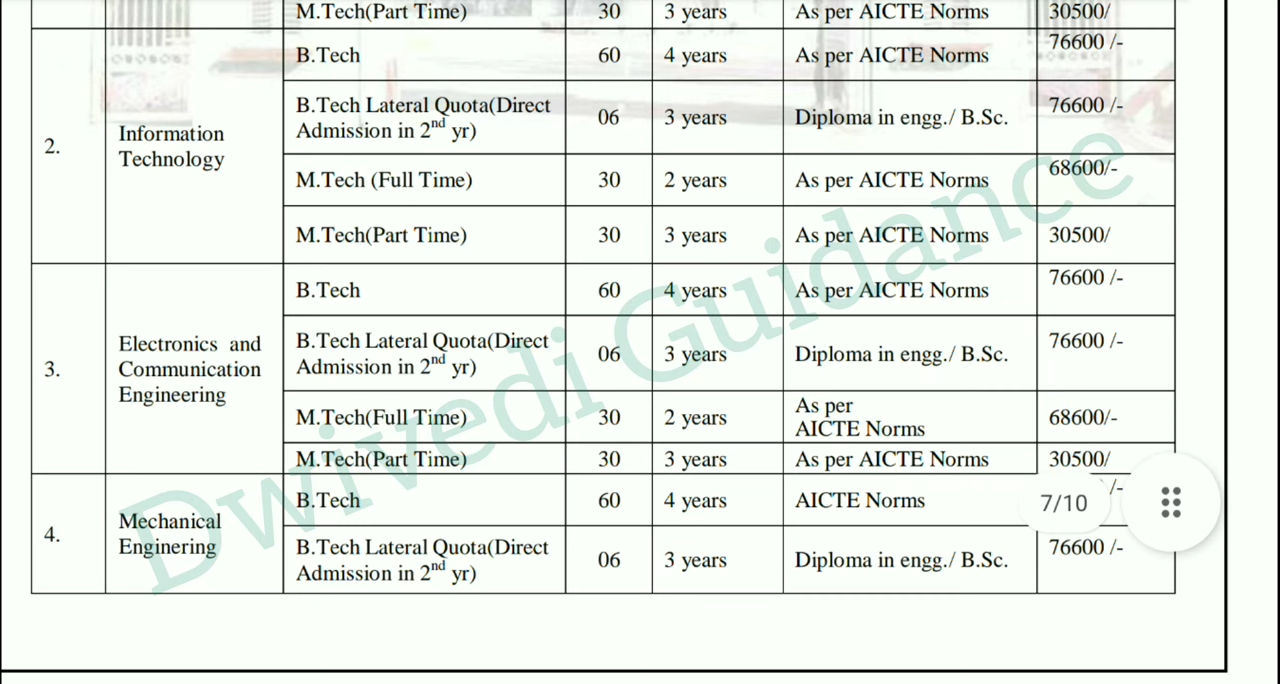 M.Tech(Part Time) 30 3 years As per AICTE Norms 30500/
2. Information Technology
B.Tech 60 4 years As per AICTE Norms 76600 /-
B.Tech Lateral Quota(Direct Admission in 2nd yr) 06 3 years Diploma in engg./ B.Sc. 76600 /-
M.Tech (Full Time) 30 2 years As per AICTE Norms 68600/-
M.Tech(Part Time) 30 3 years As per AICTE Norms 30500/
3. Electronics and Communication Engineering
B.Tech 60 4 years As per AICTE Norms 76600 /-
B.Tech Lateral Quota(Direct Admission in 2nd yr) 06 3 years Diploma in engg./ B.Sc. 76600 /-
M.Tech(Full Time) 30 2 years As per AICTE Norms 68600/-
M.Tech(Part Time) 30 3 years As per AICTE Norms 30500/
4. Mechanical Enginering
B.Tech 60 4 years AICTE Norms /-
B.Tech Lateral Quota(Direct Admission in 2nd yr) 06 3 years Diploma in engg./ B.Sc. 76600 /-
7/10
Dwivedi Guidance